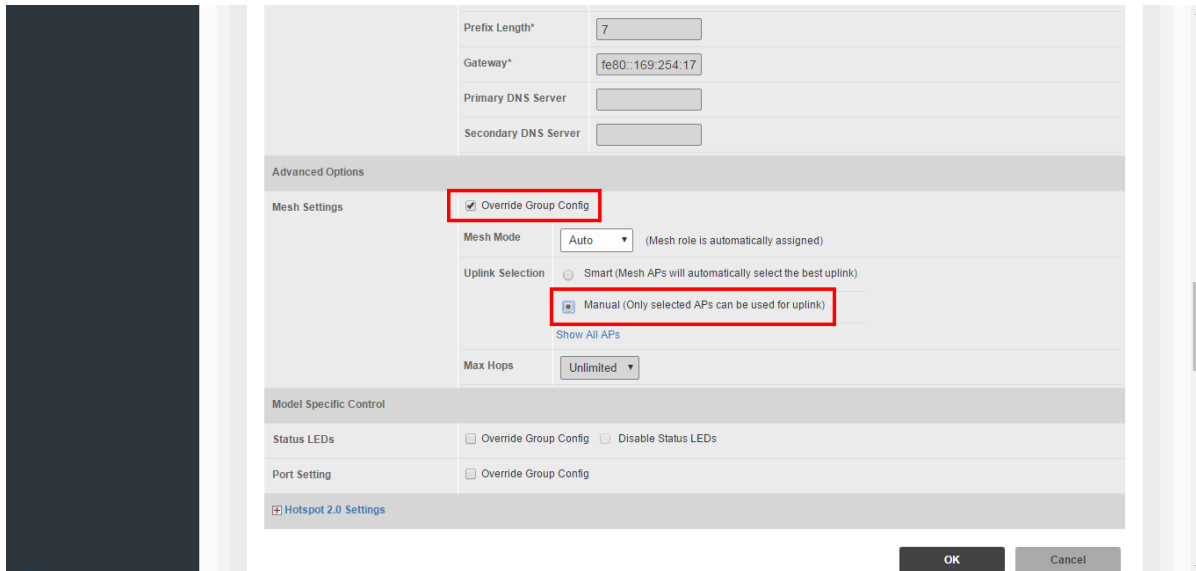 Prefix Length* 7
Gateway* fe80::169:254:17
Primary DNS Server
Secondary DNS Server
Advanced Options
Mesh Settings Override Group Config
Mesh Mode Auto (Mesh role is automatically assigned)
Uplink Selection Smart (Mesh APs will automatically select the best uplink)
Manual (Only selected APs can be used for uplink)
Show All APs
Max Hops Unlimited
Model Specific Control
Status LEDs Override Group Config Disable Status LEDs
Port Setting Override Group Config
Hotspot 2.0 Settings
OK Cancel